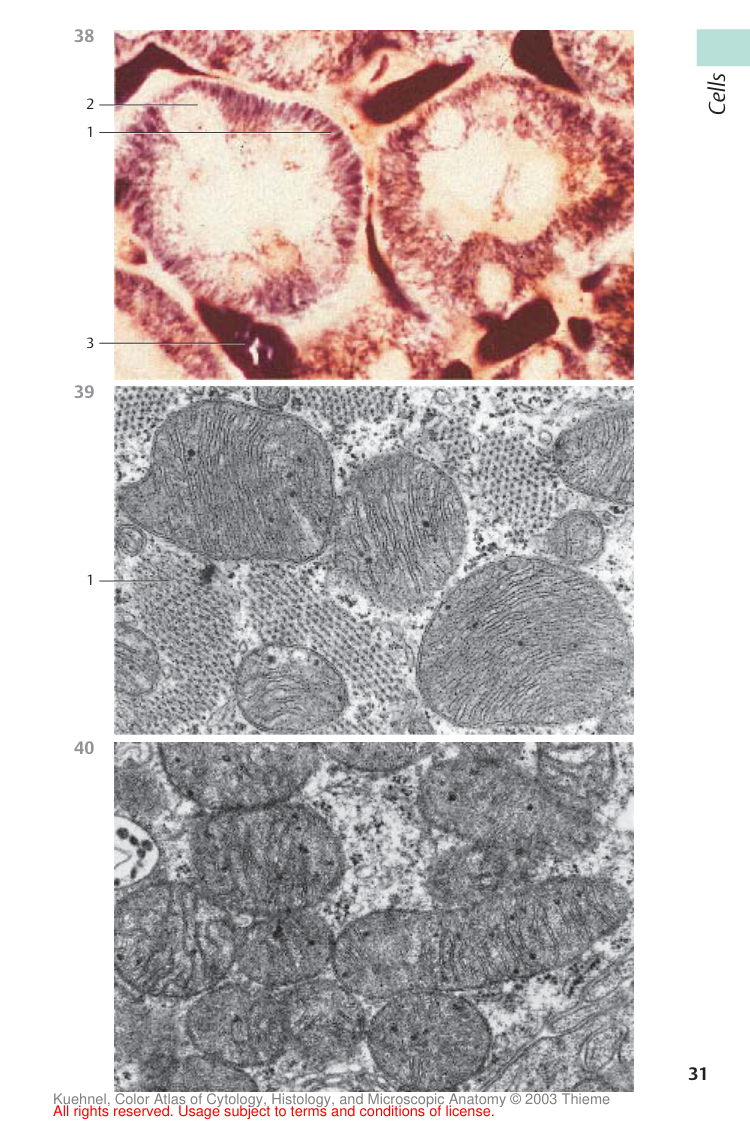 38
Cells
2
1
3
39
1
40
31
Kuehnel, Color Atlas of Cytology, Histology, and Microscopic Anatomy © 2003 Thieme
All rights reserved. Usage subject to terms and conditions of license.